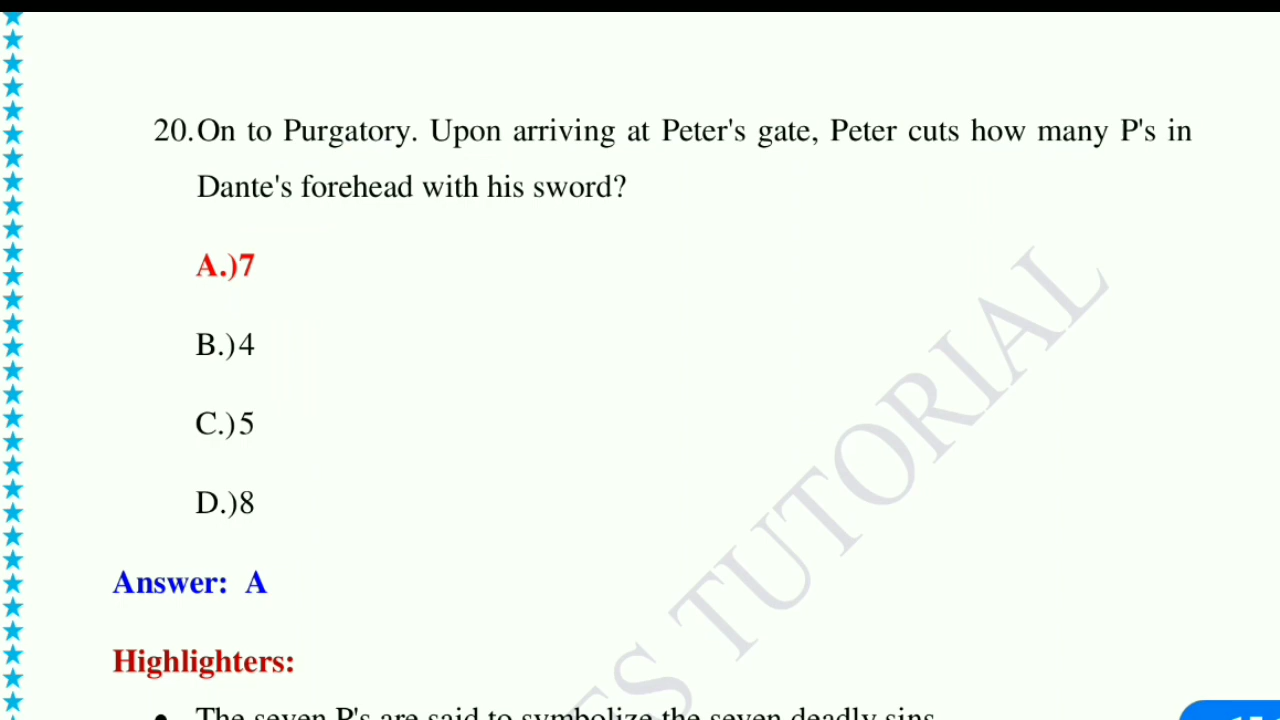 20.On to Purgatory. Upon arriving at Peter's gate, Peter cuts how many P's in
Dante's forehead with his sword?
A.)7
B.)4
C.)5
D.)8
Answer: A
Highlighters:
• The seven P's are said to symbolize the seven deadly sins
TUTORIAL